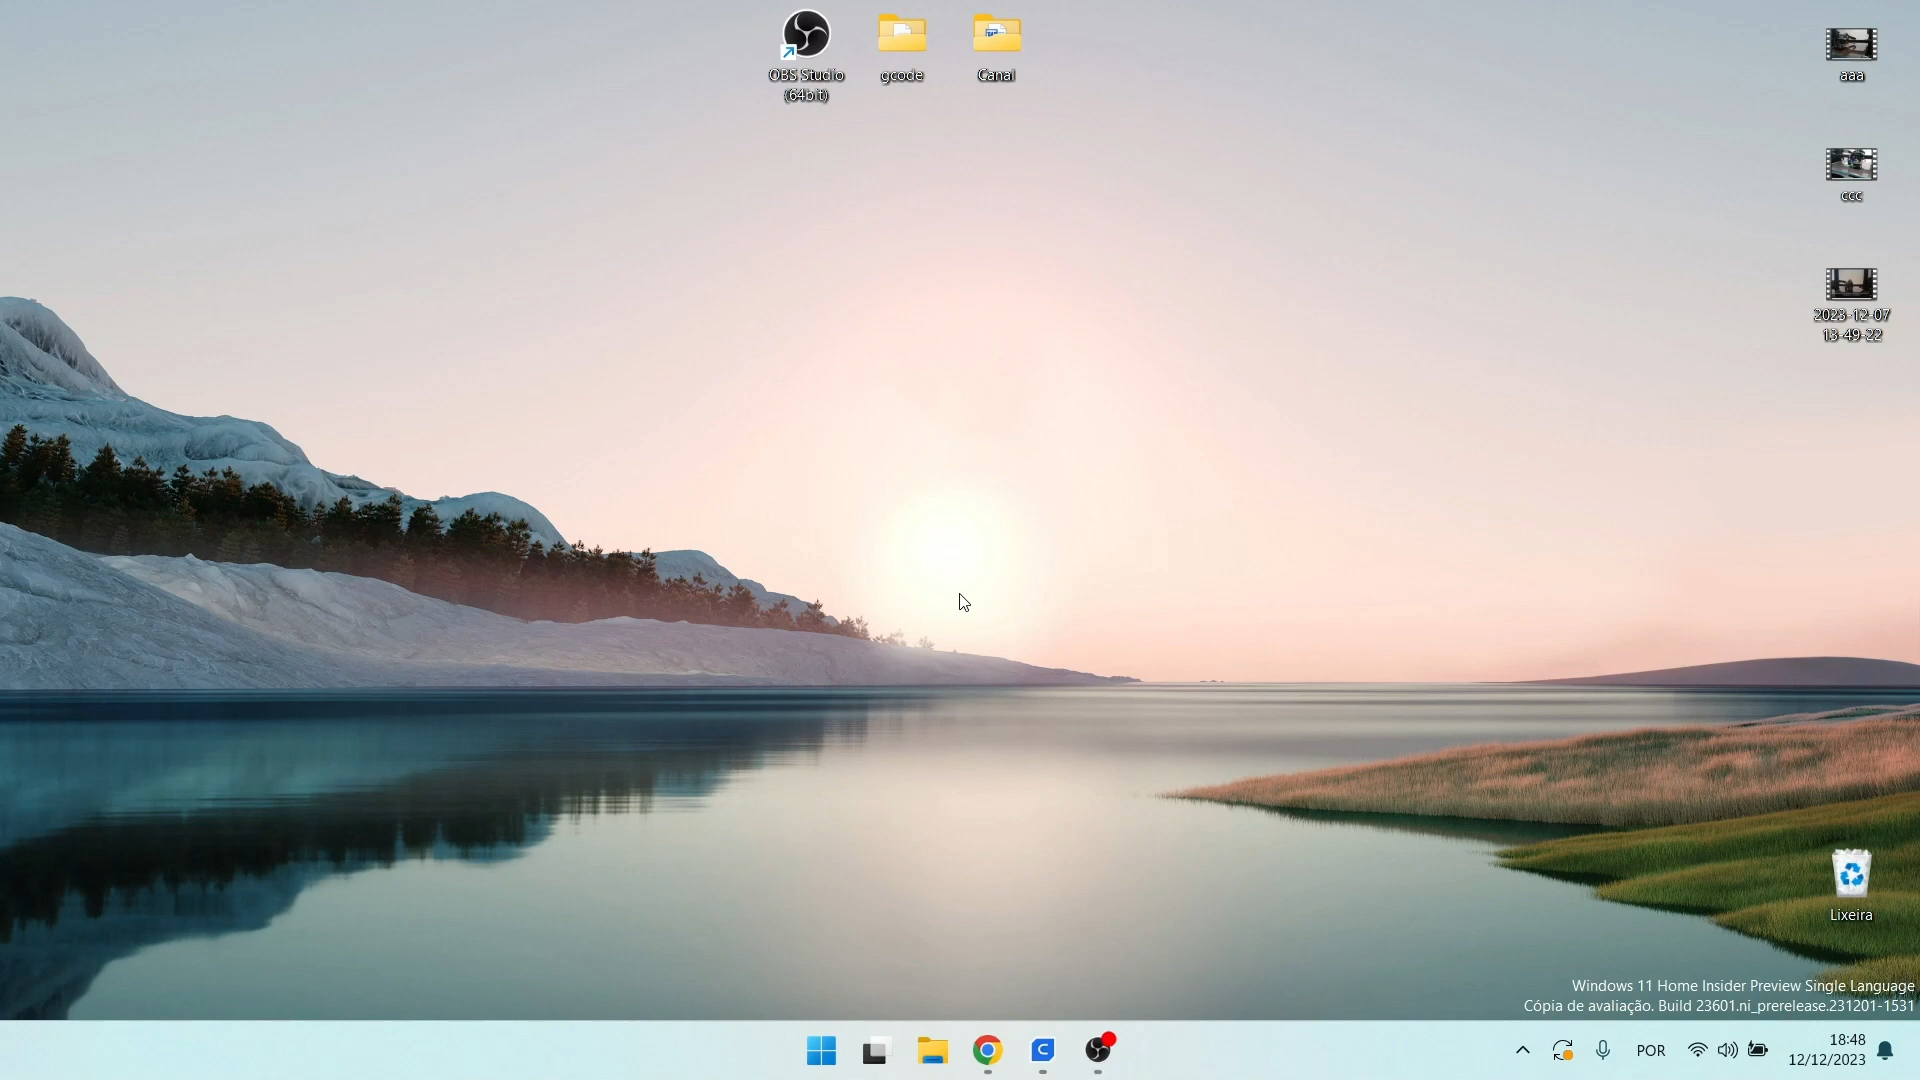 OBS Studio
(64bit)
gcode
Canal
aaa
ccc
2023-12-07
13-49-22
Lixeira
Windows 11 Home Insider Preview Single Language
Cópia de avaliação. Build 23601.ni_prerelease.231201-1531
C
POR
18:48
12/12/2023